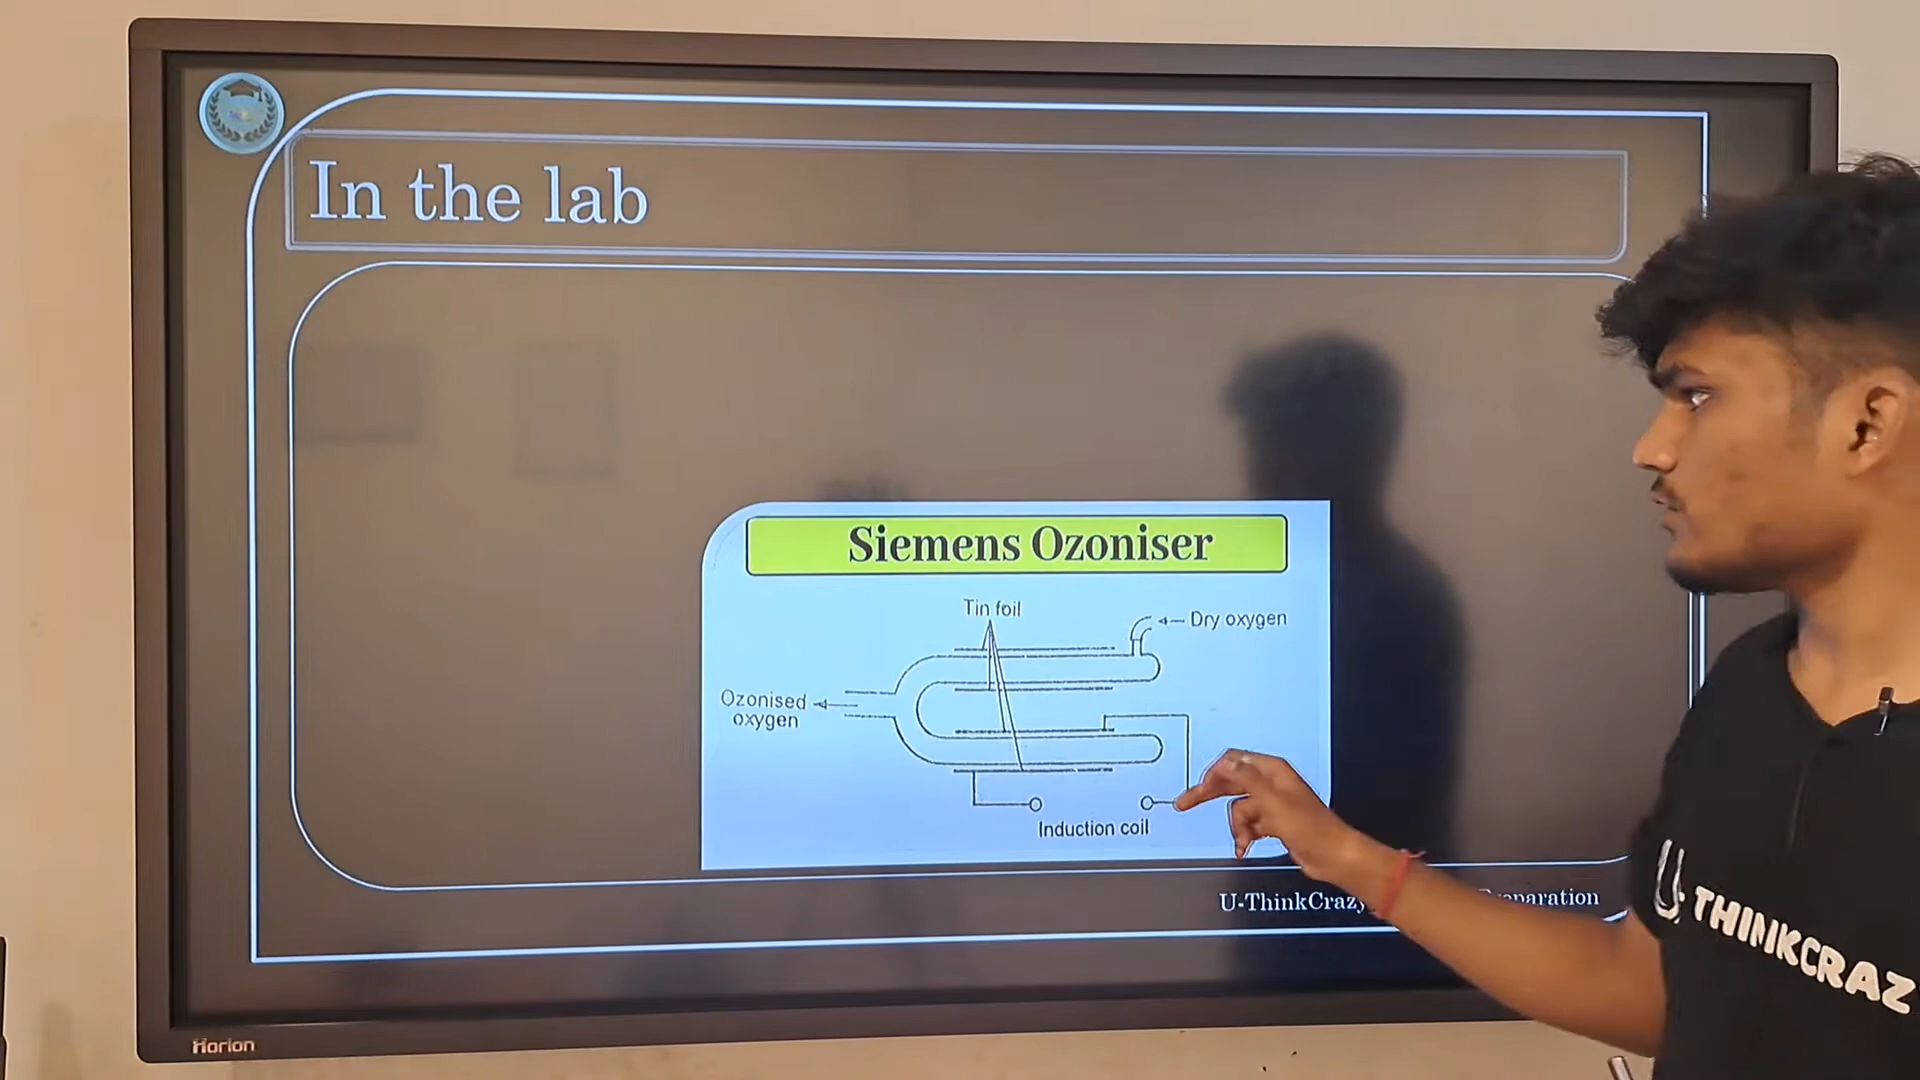 In the lab
Siemens Ozoniser
Tin foil
Dry oxygen
Ozonised
oxygen
Induction coil
U-ThinkCrazy
THINKCRAZ
Horion